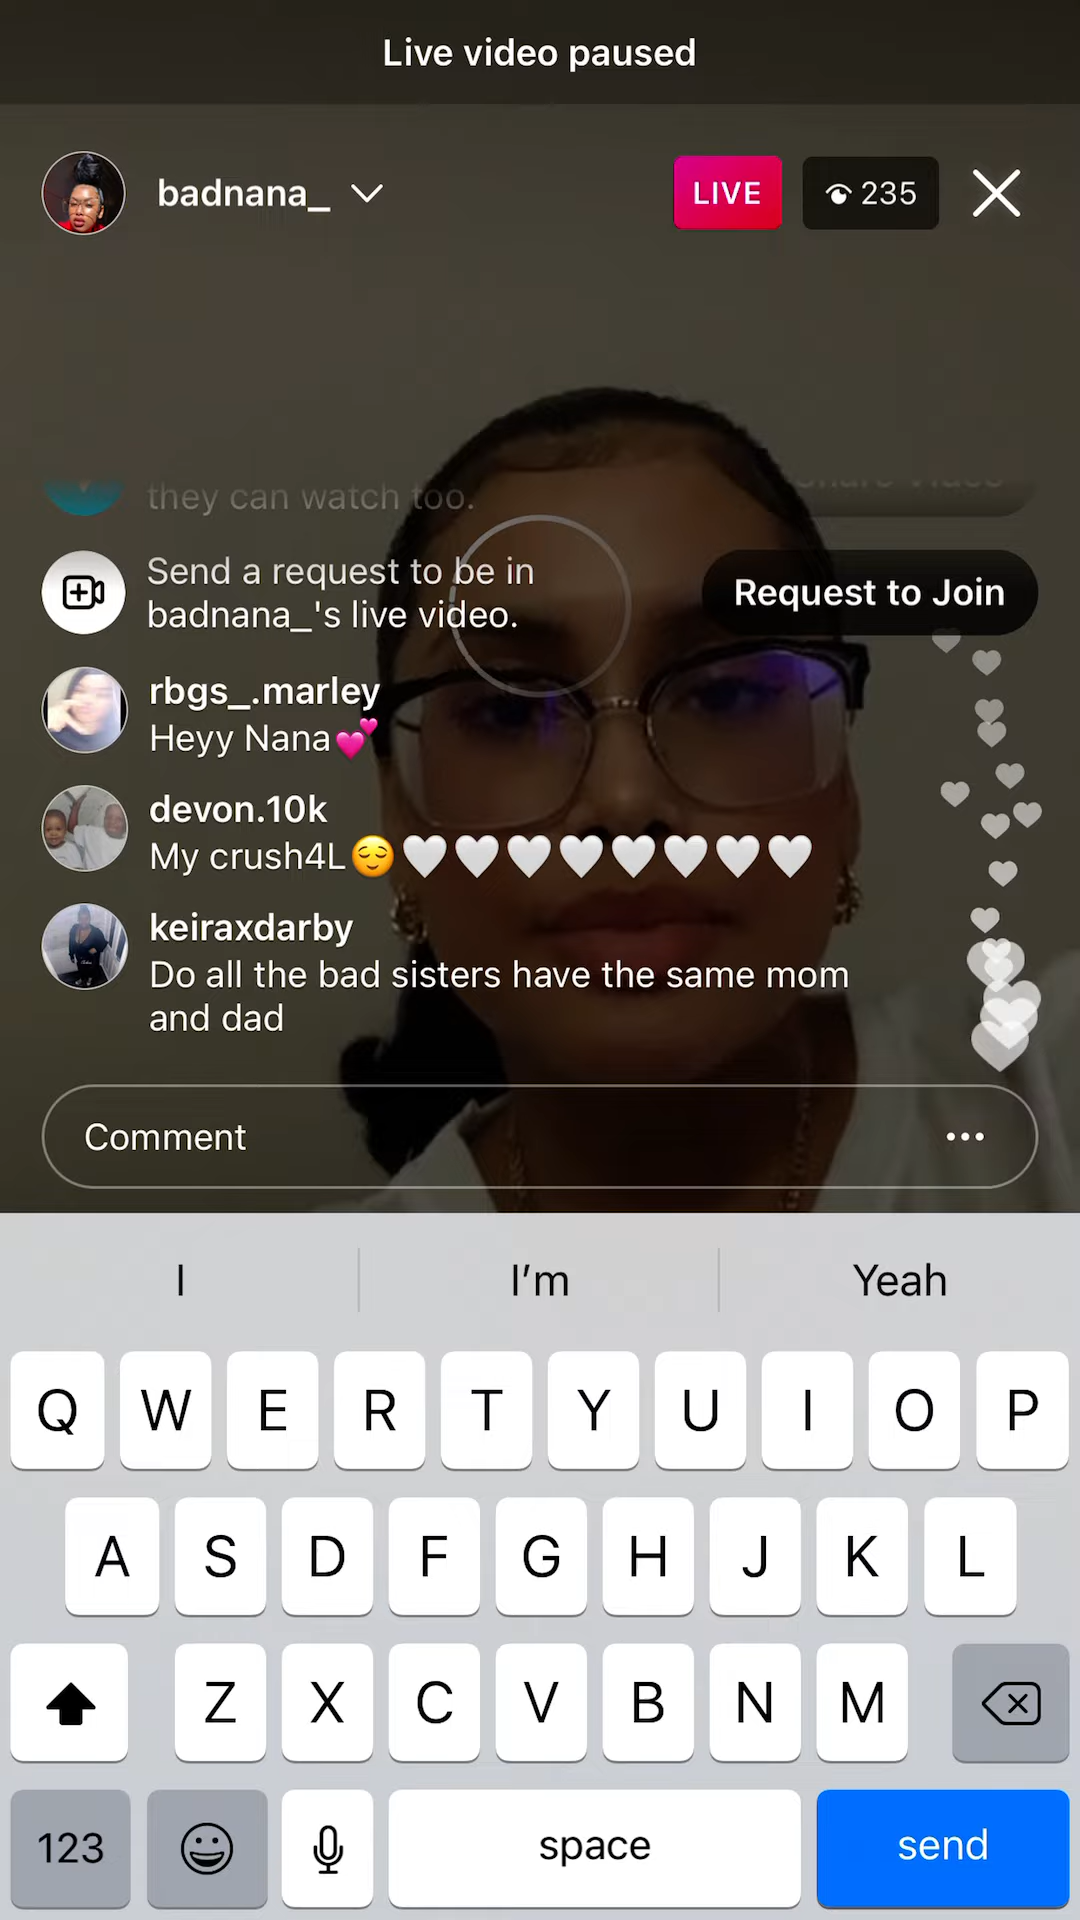 Live video paused
badnana_
LIVE
235
they can watch too.
Share Video
Send a request to be in
badnana_'s live video.
Request to Join
rbgs_.marley
Heyy Nana💕
devon.10k
My crush4L😌🤍🤍🤍🤍🤍🤍🤍🤍
keiraxdarby
Do all the bad sisters have the same mom
and dad
Comment
I I’m Yeah
Q W E R T Y U I O P
A S D F G H J K L
Z X C V B N M
123 space send